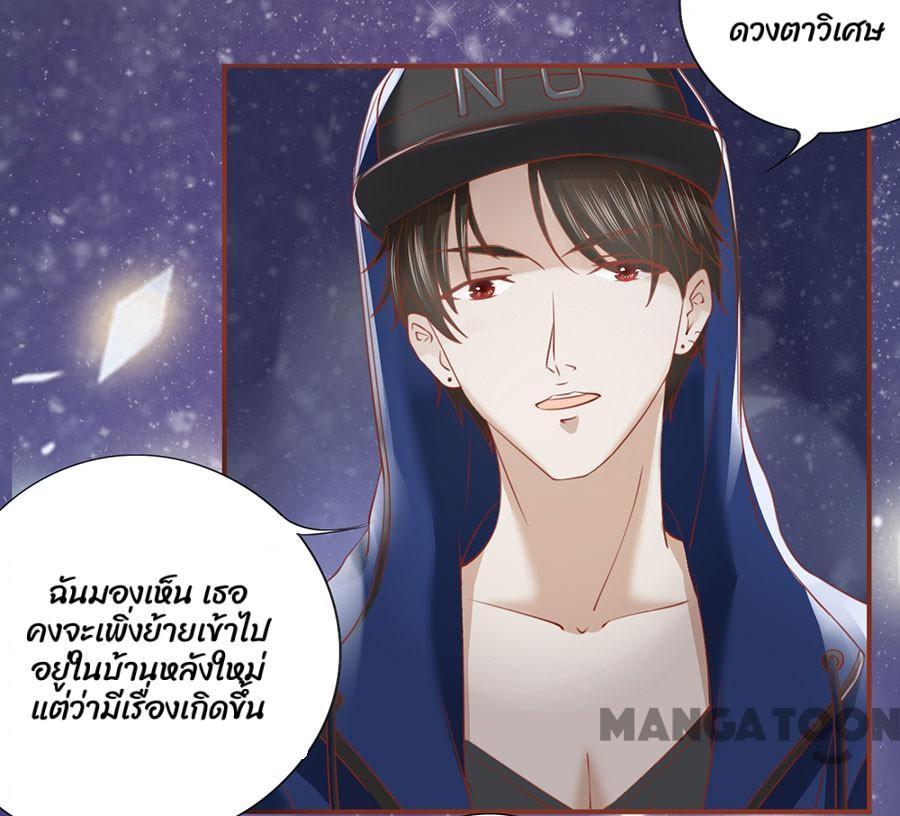 ดวงตาวิเศษ
NU
ฉันมองเห็น เธอ
คงจะเพิ่งย้ายเข้าไป
อยู่ในบ้านหลังใหม่
แต่ว่ามีเรื่องเกิดขึ้น
MANGATOON